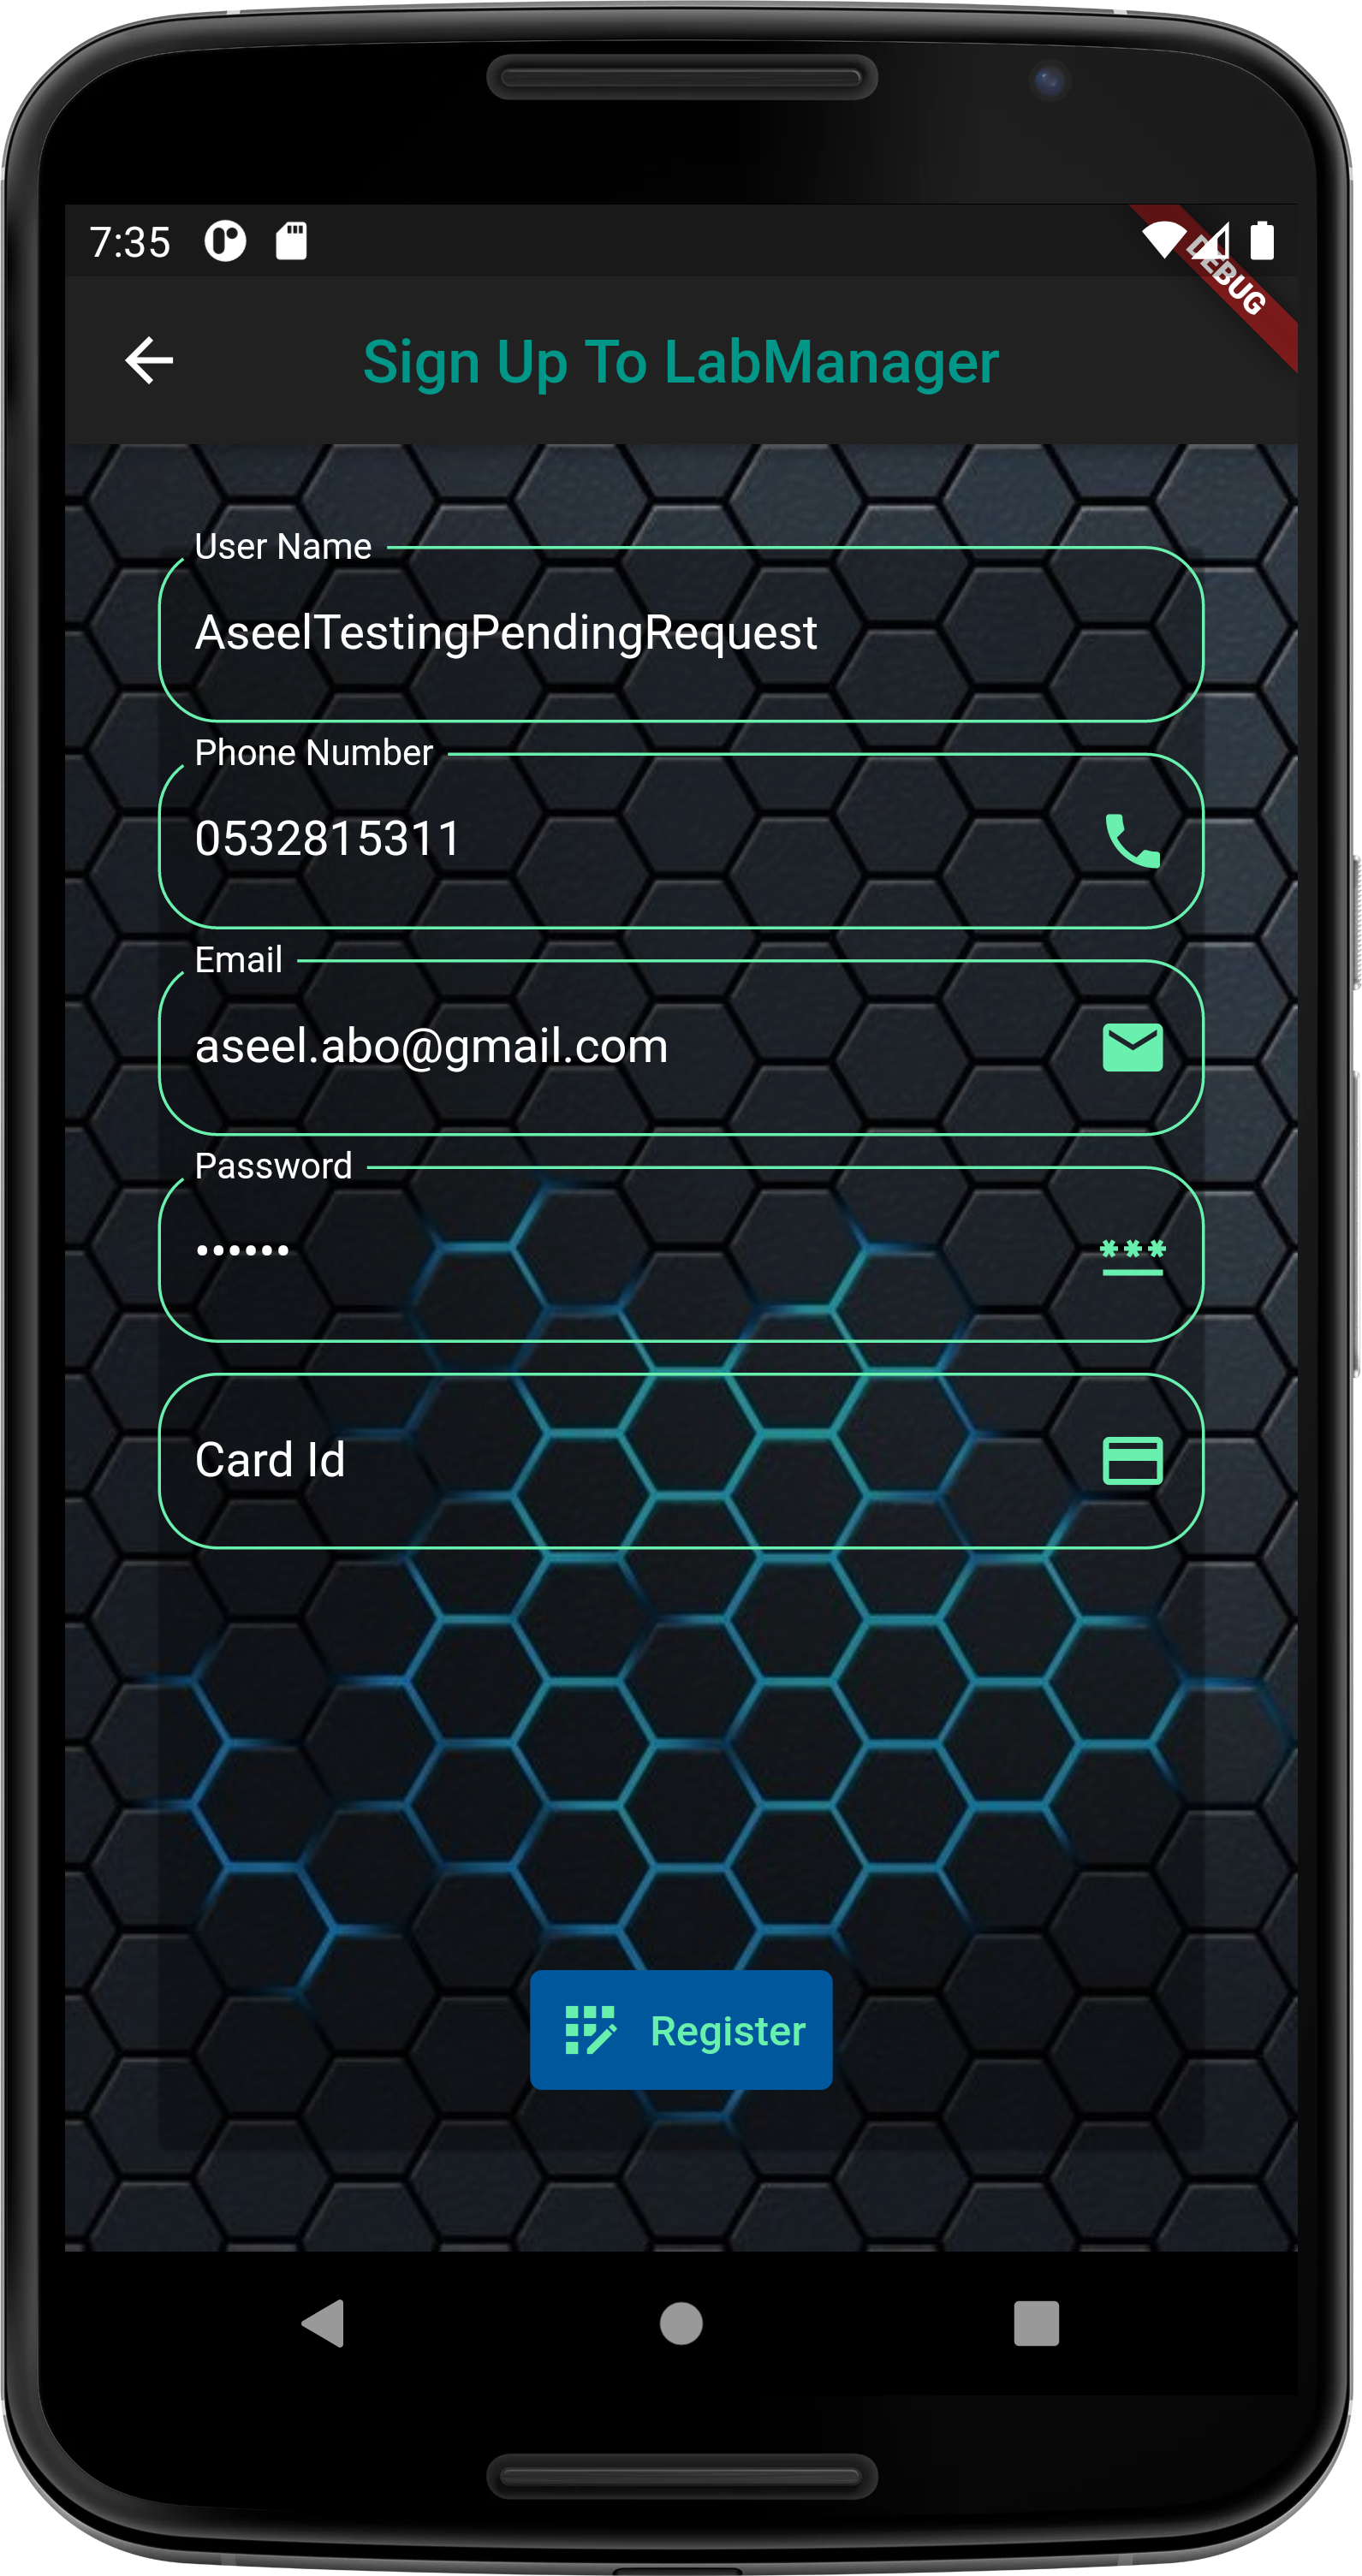 7:35
DEBUG
Sign Up To LabManager
User Name
AseelTestingPendingRequest
Phone Number
0532815311
Email
aseel.abo@gmail.com
Password
••••••
Card Id
Register